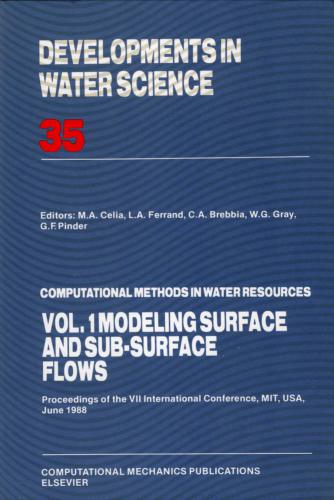 DEVELOPMENTS IN
WATER SCIENCE
35
Editors: M.A. Celia, L.A. Ferrand, C.A. Brebbia, W.G. Gray,
G.F. Pinder
COMPUTATIONAL METHODS IN WATER RESOURCES
VOL. 1 MODELING SURFACE
AND SUB-SURFACE
FLOWS
Proceedings of the VII International Conference, MIT, USA,
June 1988
COMPUTATIONAL MECHANICS PUBLICATIONS
ELSEVIER